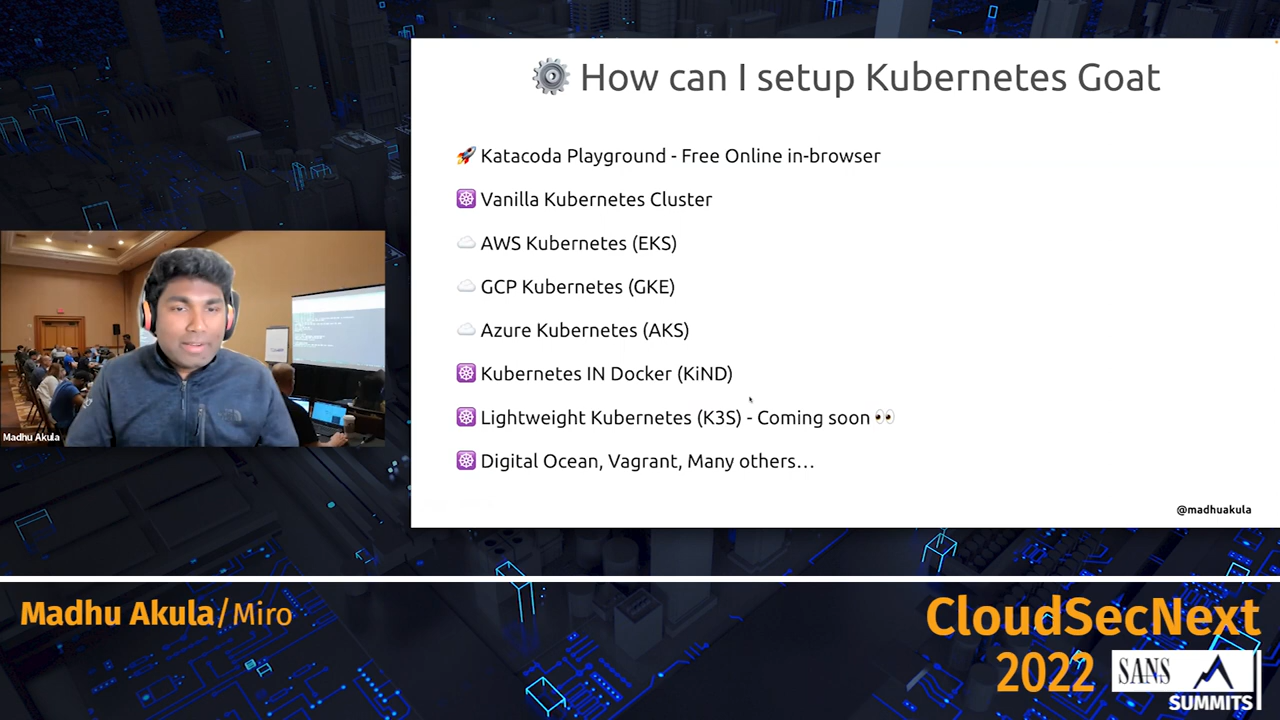 How can I setup Kubernetes Goat
Katacoda Playground - Free Online in-browser
Vanilla Kubernetes Cluster
AWS Kubernetes (EKS)
GCP Kubernetes (GKE)
Azure Kubernetes (AKS)
Kubernetes IN Docker (KiND)
Lightweight Kubernetes (K3S) - Coming soon 👀
Digital Ocean, Vagrant, Many others...
@madhuakula
Madhu Akula
Madhu Akula/Miro
CloudSecNext
2022
SANS
SUMMITS